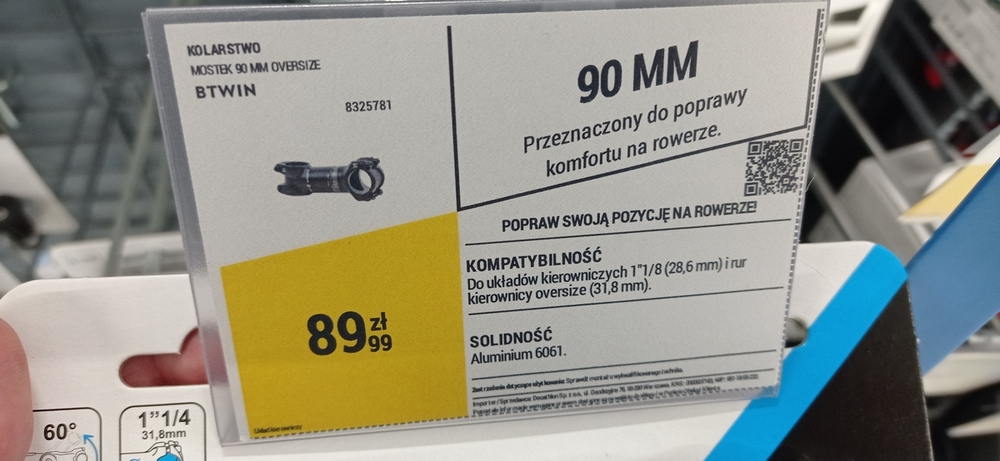 KOLARSTWO
MOSTEK 90 MM OVERSIZE
BTWIN
8325781
90 MM
Przeznaczony do poprawy
komfortu na rowerze.
POPRAW SWOJĄ POZYCJĘ NA ROWERZE!
KOMPATYBILNOŚĆ
Do układów kierowniczych 1"1/8 (28,6 mm) i rur
kierownicy oversize (31,8 mm).
SOLIDNOŚĆ
Aluminium 6061.
89 zł 99
60°
1”1/4
31,8mm